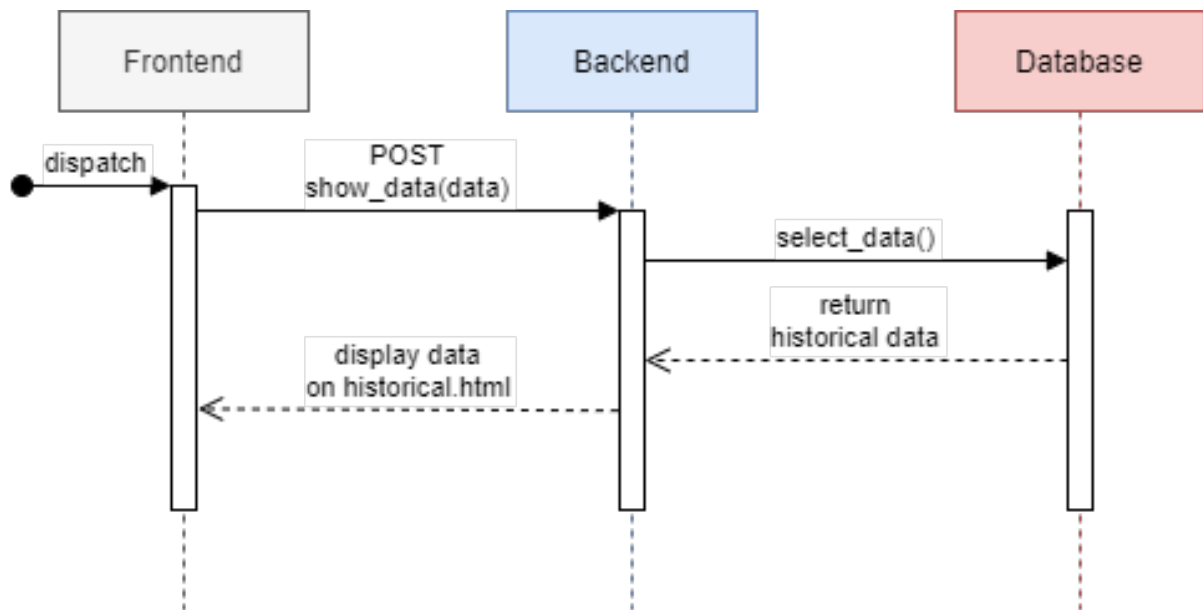 Frontend
Backend
Database
dispatch
POST
show_data(data)
select_data()
return
historical data
display data
on historical.html